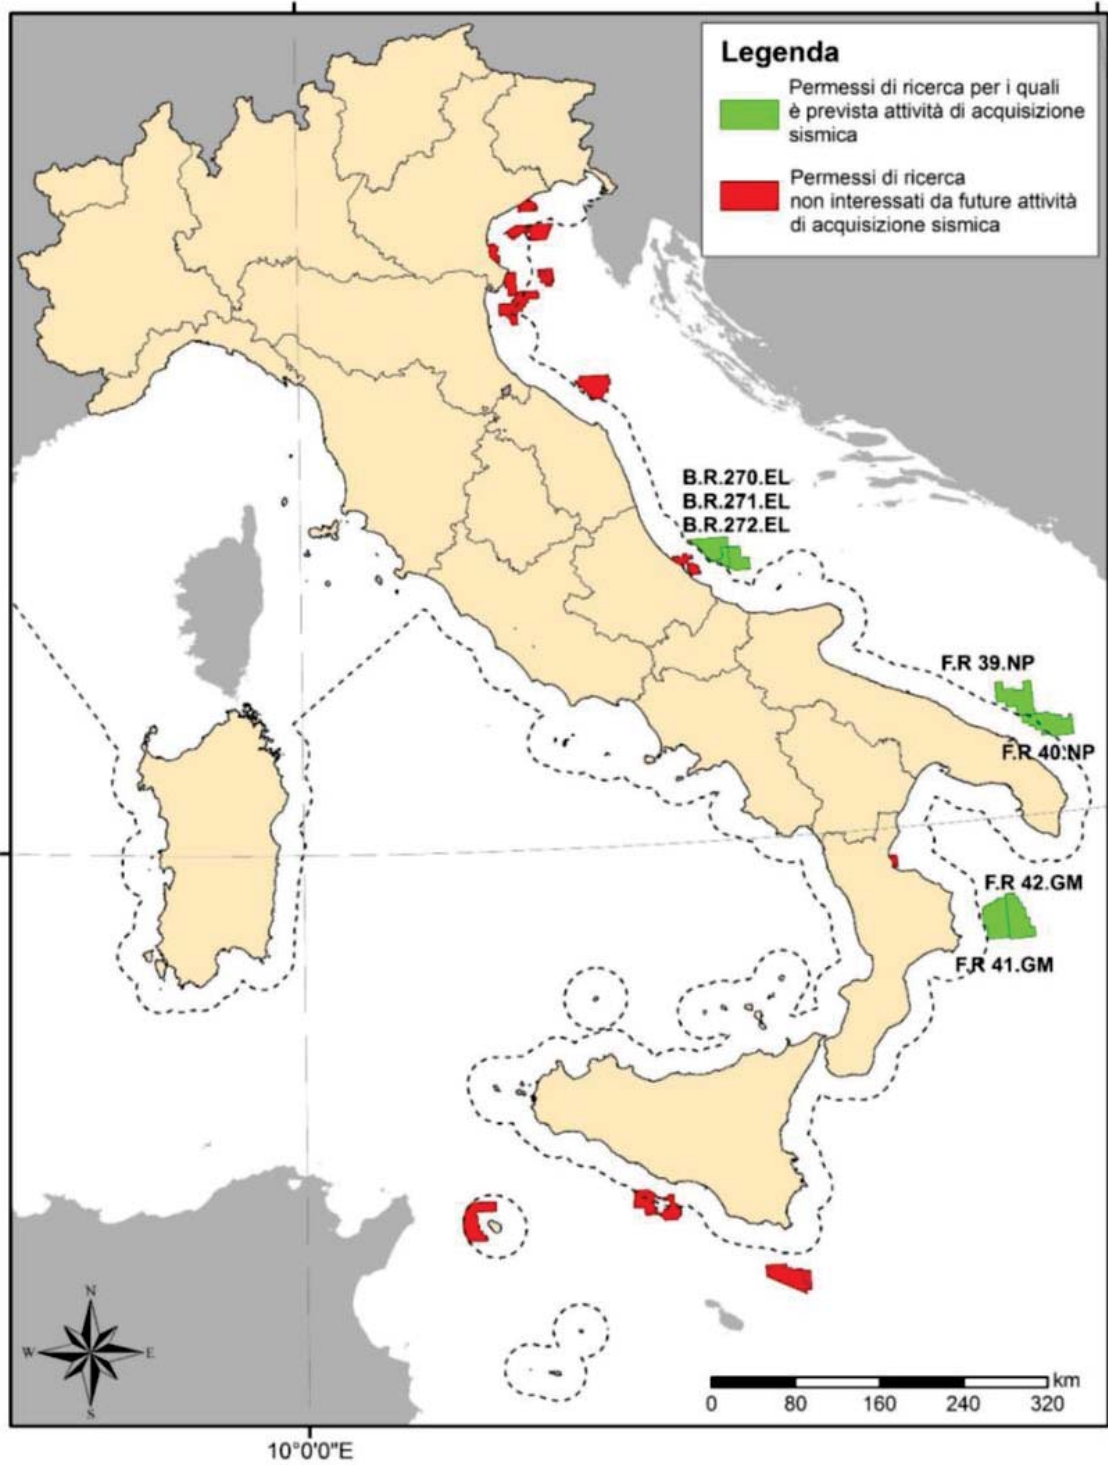 Legenda
Permessi di ricerca per i quali
è prevista attività di acquisizione
sismica
Permessi di ricerca
non interessati da future attività
di acquisizione sismica
B.R.270.EL
B.R.271.EL
B.R.272.EL
F.R 39.NP
F.R 40.NP
F.R 42.GM
F.R 41.GM
N
W
E
S
km
0 80 160 240 320
10°0'0"E